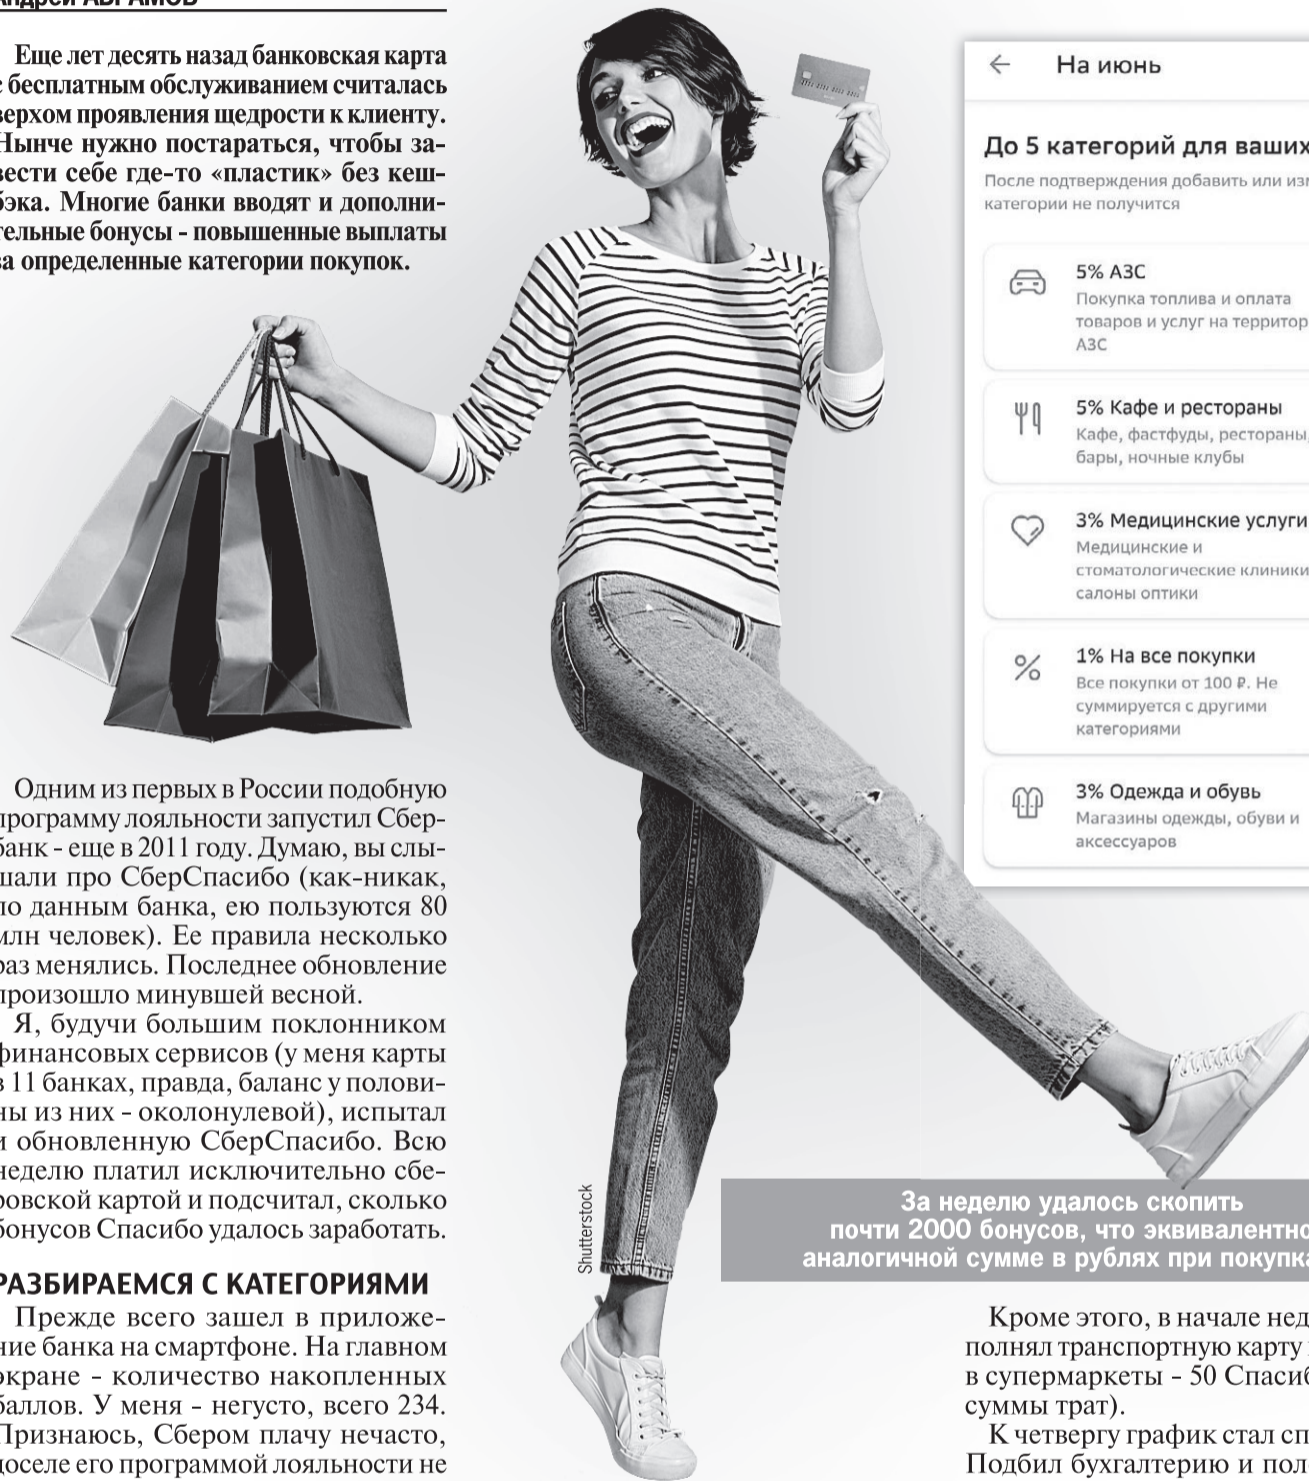 Андрей АБРАМОВ
Еще лет десять назад банковская карта
с бесплатным обслуживанием считалась
верхом проявления щедрости к клиенту.
Нынче нужно постараться, чтобы за-
вести себе где-то «пластик» без кеш-
бэка. Многие банки вводят и дополни-
тельные бонусы - повышенные выплаты
за определенные категории покупок.
Одним из первых в России подобную
программу лояльности запустил Сбер-
банк - еще в 2011 году. Думаю, вы слы-
шали про СберСпасибо (как-никак,
по данным банка, ею пользуются 80
млн человек). Ее правила несколько
раз менялись. Последнее обновление
произошло минувшей весной.
Я, будучи большим поклонником
финансовых сервисов (у меня карты
в 11 банках, правда, баланс у полови-
ны из них - околонулевой), испытал
и обновленную СберСпасибо. Всю
неделю платил исключительно сбе-
ровской картой и подсчитал, сколько
бонусов Спасибо удалось заработать.
РАЗБИРАЕМСЯ С КАТЕГОРИЯМИ
Прежде всего зашел в приложе-
ние банка на смартфоне. На главном
экране - количество накопленных
баллов. У меня - негусто, всего 234.
Признаюсь, Сбером плачу нечасто,
доселе его программой лояльности не
Shutterstock
← На июнь
До 5 категорий для ваших
После подтверждения добавить или изм
категории не получится
5% АЗС
Покупка топлива и оплата
товаров и услуг на территор
АЗС
5% Кафе и рестораны
Кафе, фастфуды, рестораны,
бары, ночные клубы
3% Медицинские услуги
Медицинские и
стоматологические клиники
салоны оптики
1% На все покупки
Все покупки от 100 ₽. Не
суммируется с другими
категориями
3% Одежда и обувь
Магазины одежды, обуви и
аксессуаров
За неделю удалось скопить
почти 2000 бонусов, что эквивалентно
аналогичной сумме в рублях при покупка
Кроме этого, в начале нед
полнял транспортную карту
в супермаркеты - 50 Спасиб
суммы трат).
К четвергу график стал сп
Подбил бухгалтерию и пол